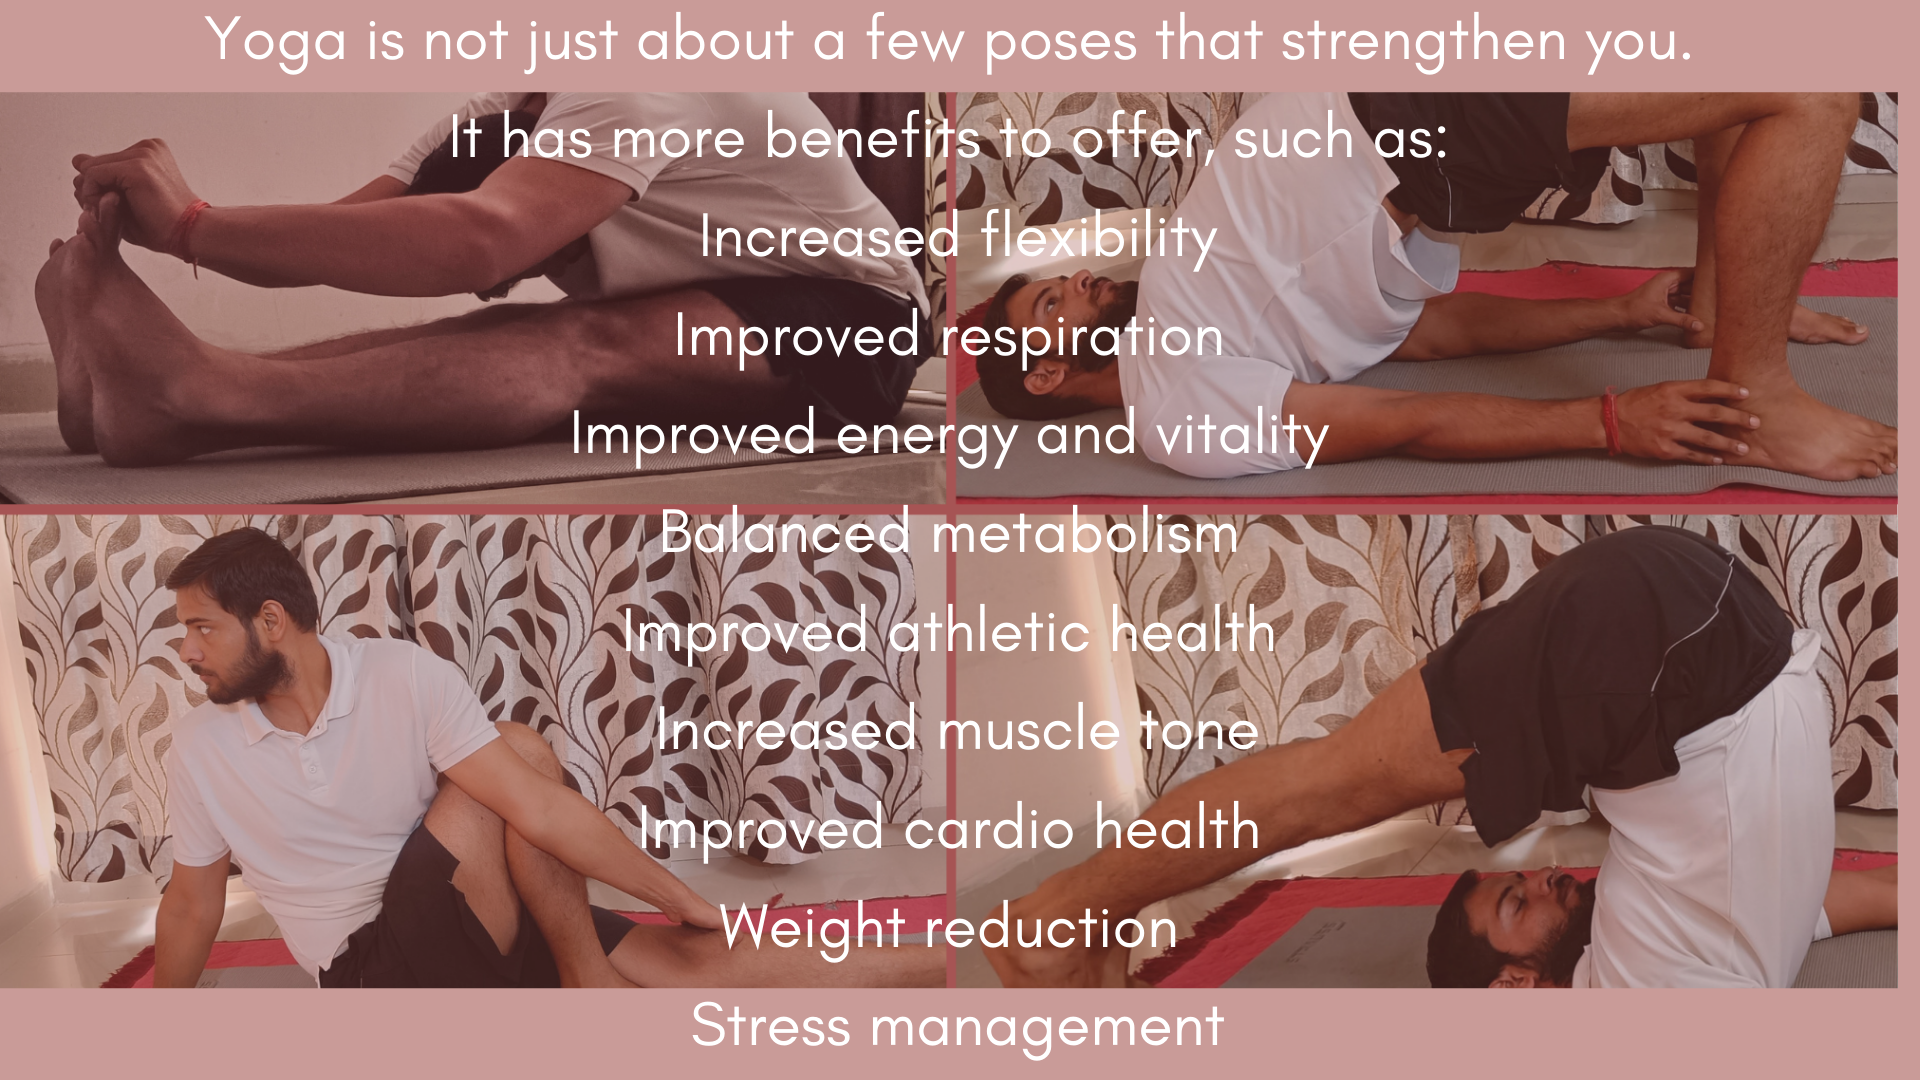 Yoga is not just about a few poses that strengthen you.
It has more benefits to offer, such as:
Increased flexibility
Improved respiration
Improved energy and vitality
Balanced metabolism
Improved athletic health
Increased muscle tone
Improved cardio health
Weight reduction
Stress management